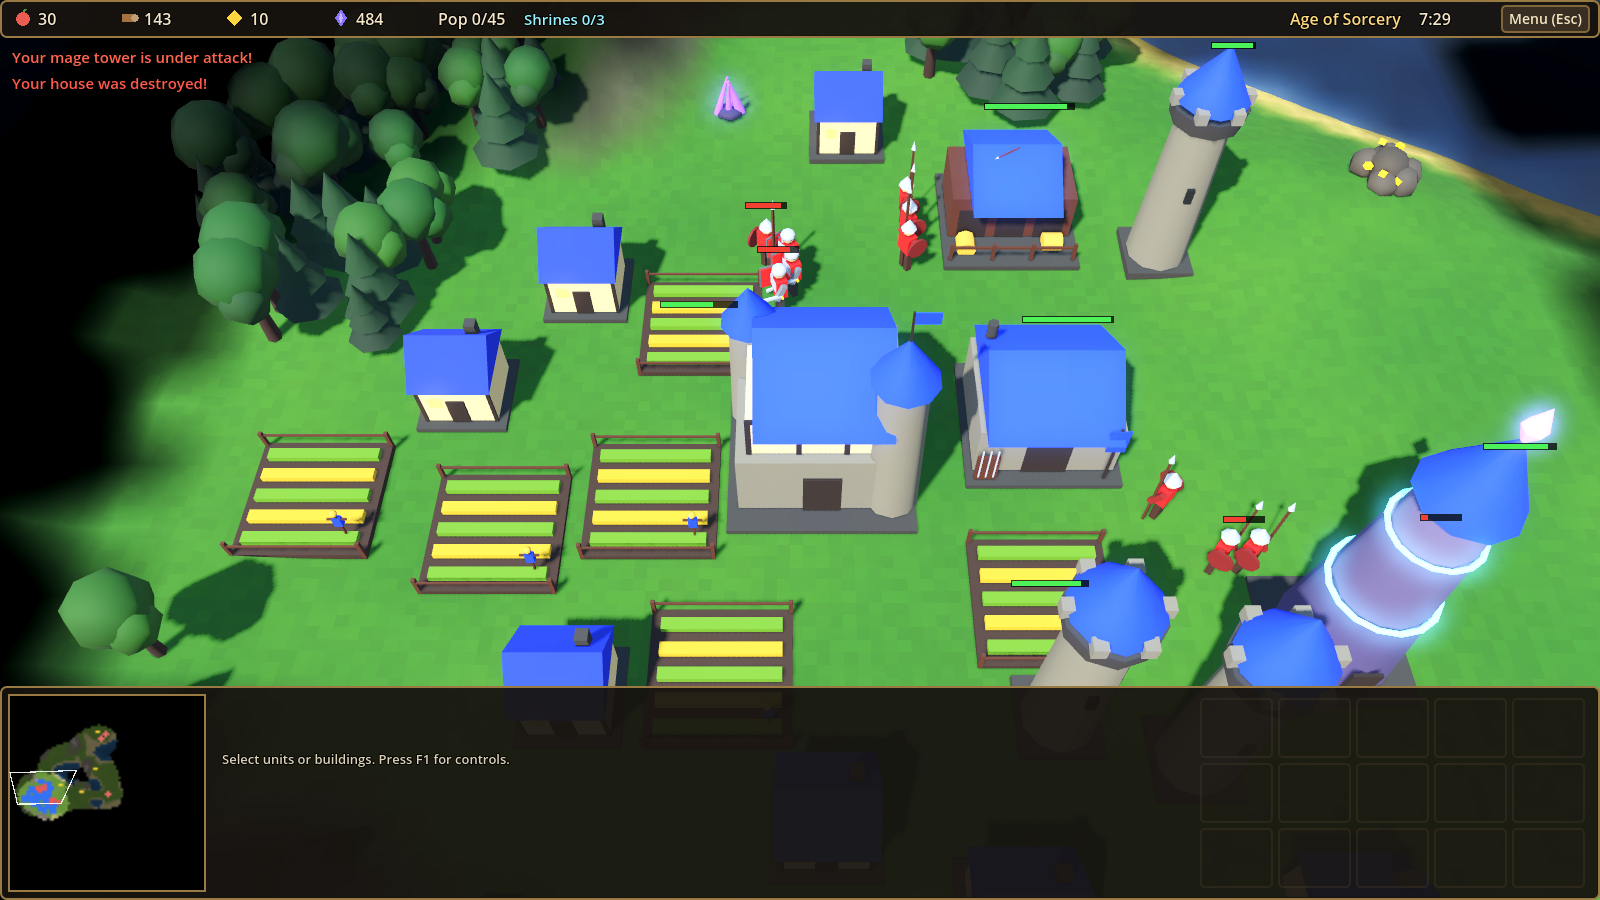 30 143 10 484 Pop 0/45 Shrines 0/3 Age of Sorcery 7:29 Menu (Esc)
Your mage tower is under attack!
Your house was destroyed!
Select units or buildings. Press F1 for controls.